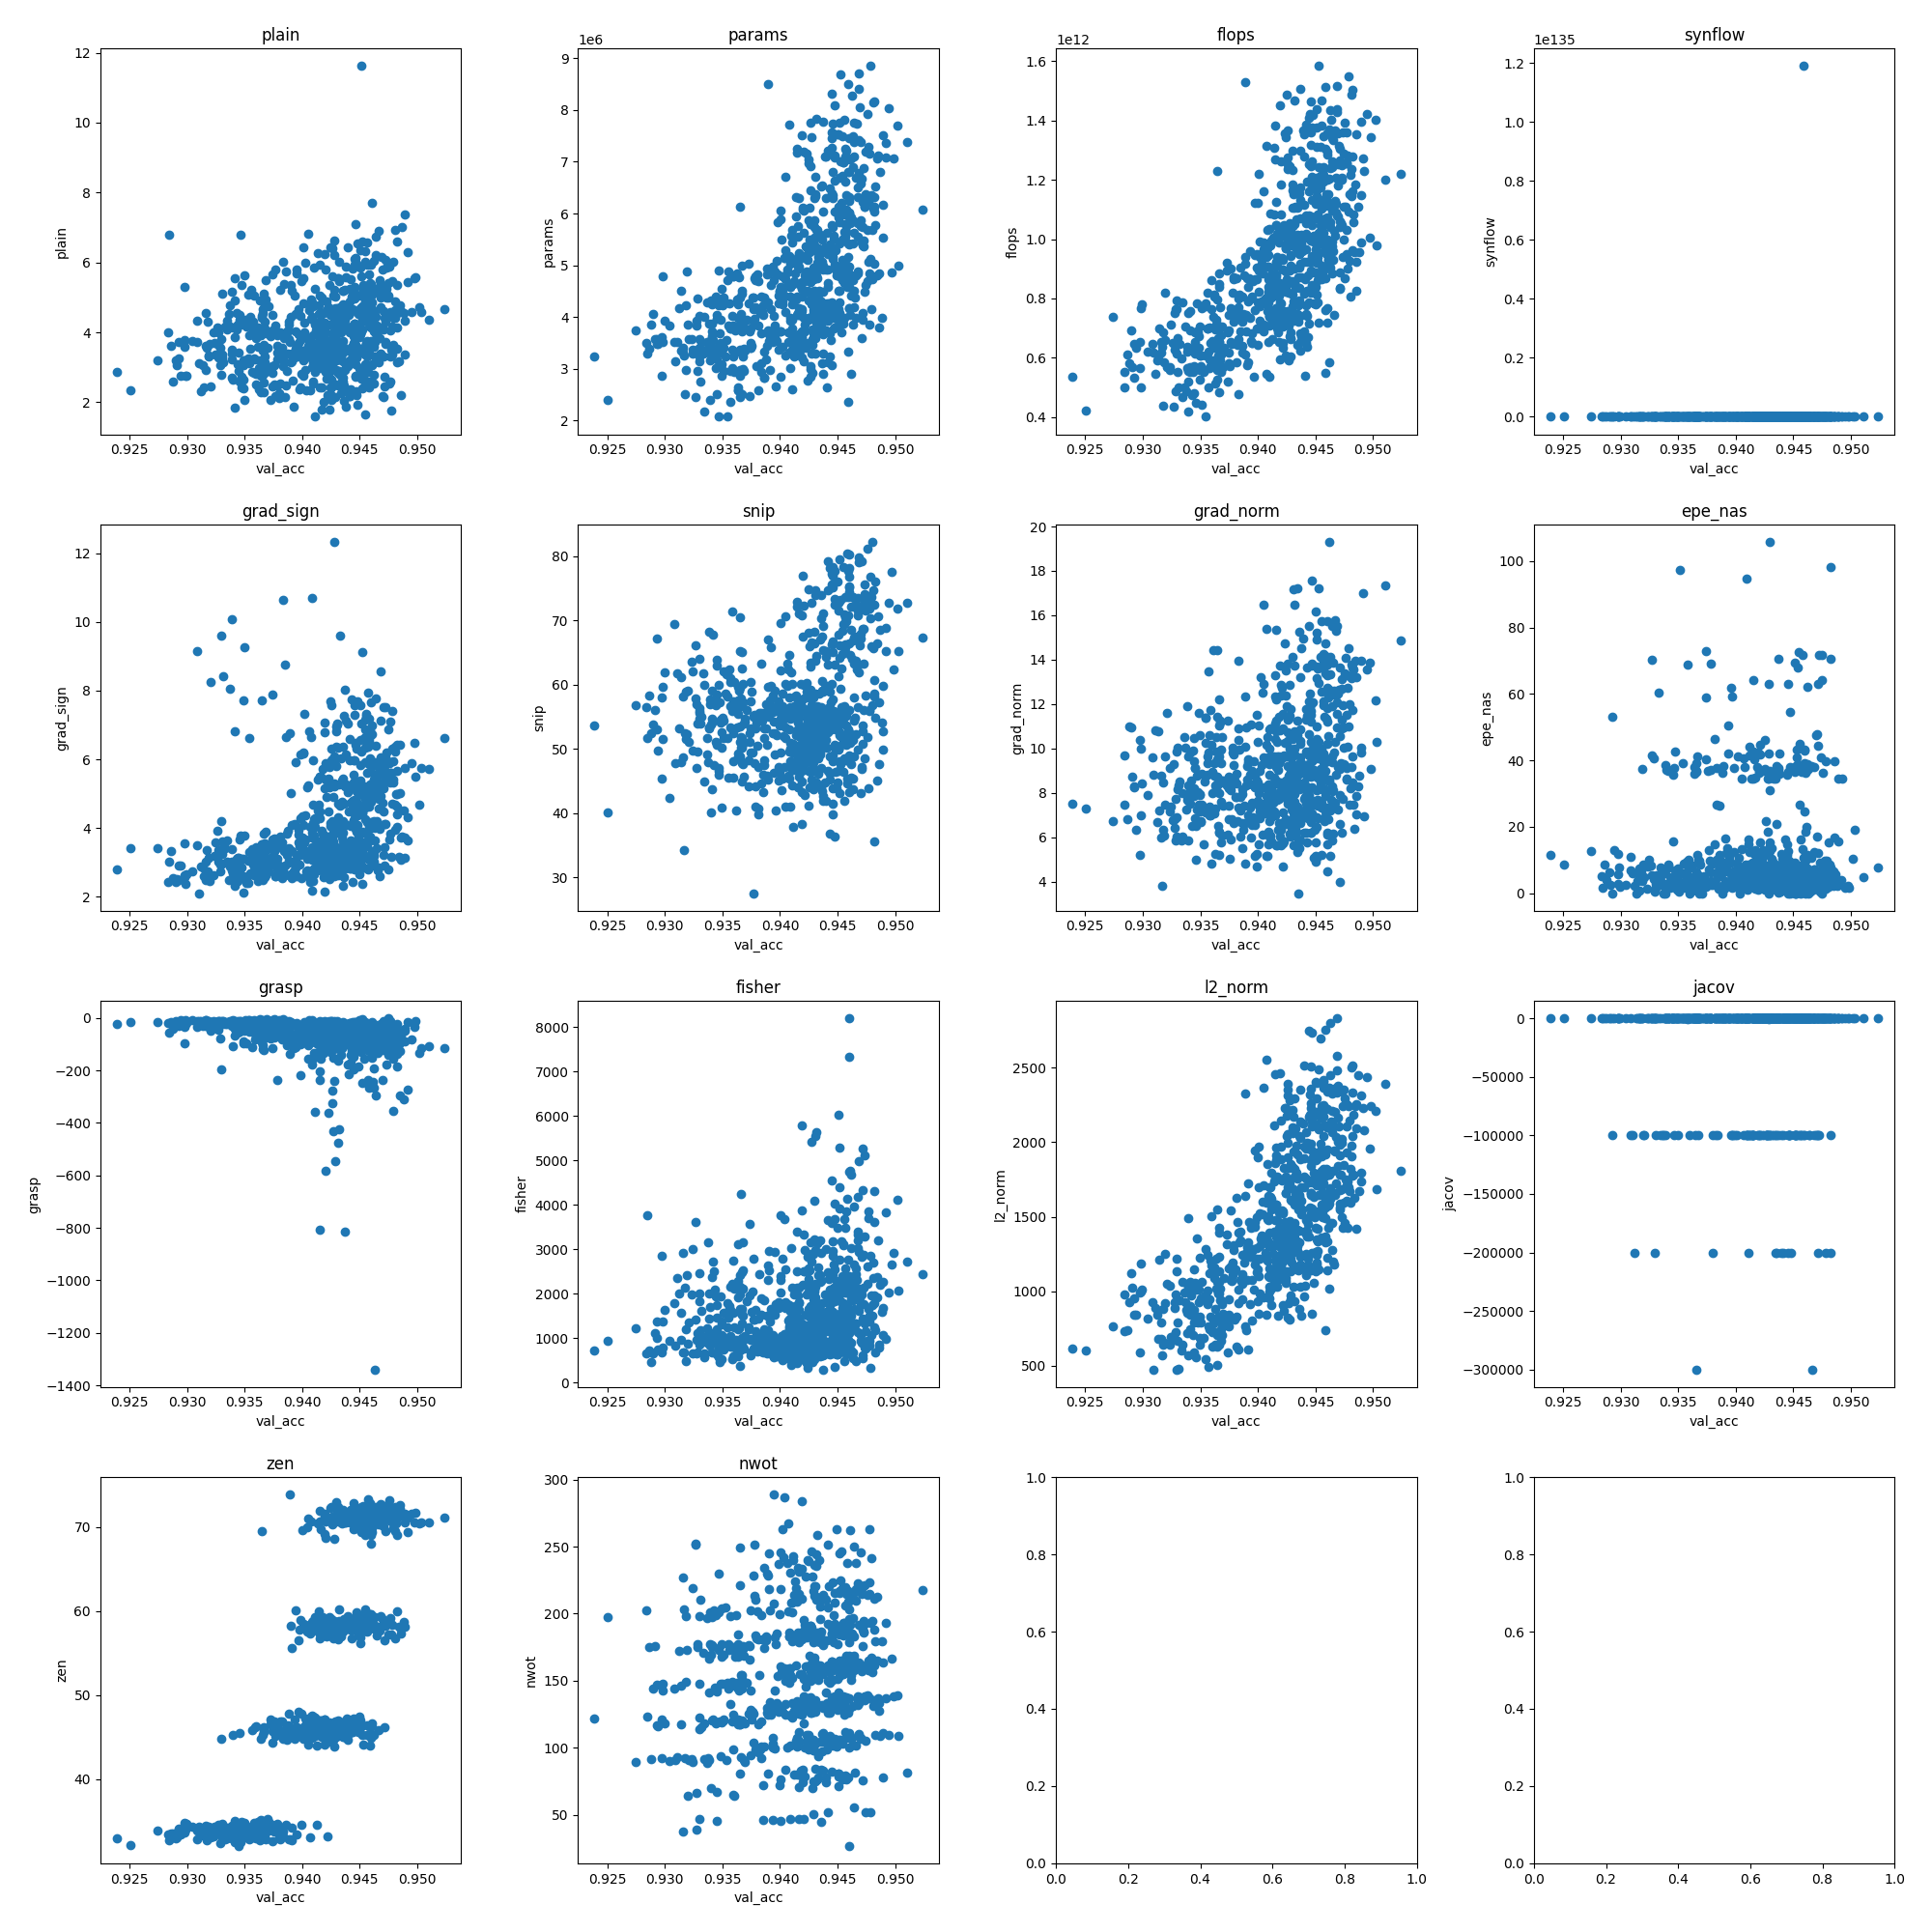 plain params flops synflow
1e6 1e12 1e135
12 10 8 6 4 2
plain
0.925 0.930 0.935 0.940 0.945 0.950
val_acc
9 8 7 6 5 4 3 2
params
0.925 0.930 0.935 0.940 0.945 0.950
val_acc
1.6 1.4 1.2 1.0 0.8 0.6 0.4
flops
0.925 0.930 0.935 0.940 0.945 0.950
val_acc
1.2 1.0 0.8 0.6 0.4 0.2 0.0
synflow
0.925 0.930 0.935 0.940 0.945 0.950
val_acc
grad_sign snip grad_norm epe_nas
12 10 8 6 4 2
grad_sign
0.925 0.930 0.935 0.940 0.945 0.950
val_acc
80 70 60 50 40 30
snip
0.925 0.930 0.935 0.940 0.945 0.950
val_acc
20 18 16 14 12 10 8 6 4
grad_norm
0.925 0.930 0.935 0.940 0.945 0.950
val_acc
100 80 60 40 20 0
epe_nas
0.925 0.930 0.935 0.940 0.945 0.950
val_acc
grasp fisher l2_norm jacov
0 −200 −400 −600 −800 −1000 −1200 −1400
grasp
0.925 0.930 0.935 0.940 0.945 0.950
val_acc
8000 7000 6000 5000 4000 3000 2000 1000 0
fisher
0.925 0.930 0.935 0.940 0.945 0.950
val_acc
2500 2000 1500 1000 500
l2_norm
0.925 0.930 0.935 0.940 0.945 0.950
val_acc
0 −50000 −100000 −150000 −200000 −250000 −300000
jacov
0.925 0.930 0.935 0.940 0.945 0.950
val_acc
zen nwot
70 60 50 40
zen
0.925 0.930 0.935 0.940 0.945 0.950
val_acc
300 250 200 150 100 50
nwot
0.925 0.930 0.935 0.940 0.945 0.950
val_acc
1.0 0.8 0.6 0.4 0.2 0.0
0.0 0.2 0.4 0.6 0.8 1.0
1.0 0.8 0.6 0.4 0.2 0.0
0.0 0.2 0.4 0.6 0.8 1.0